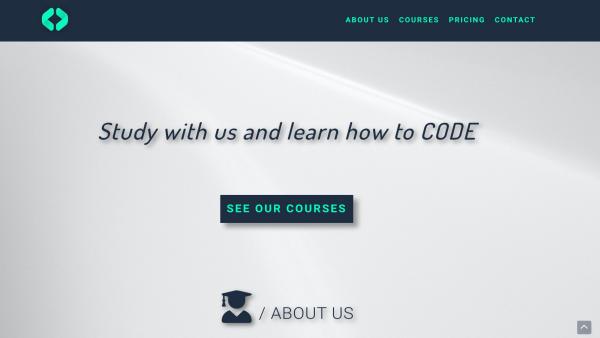 ABOUT US COURSES PRICING CONTACT
Study with us and learn how to CODE
SEE OUR COURSES
/ ABOUT US